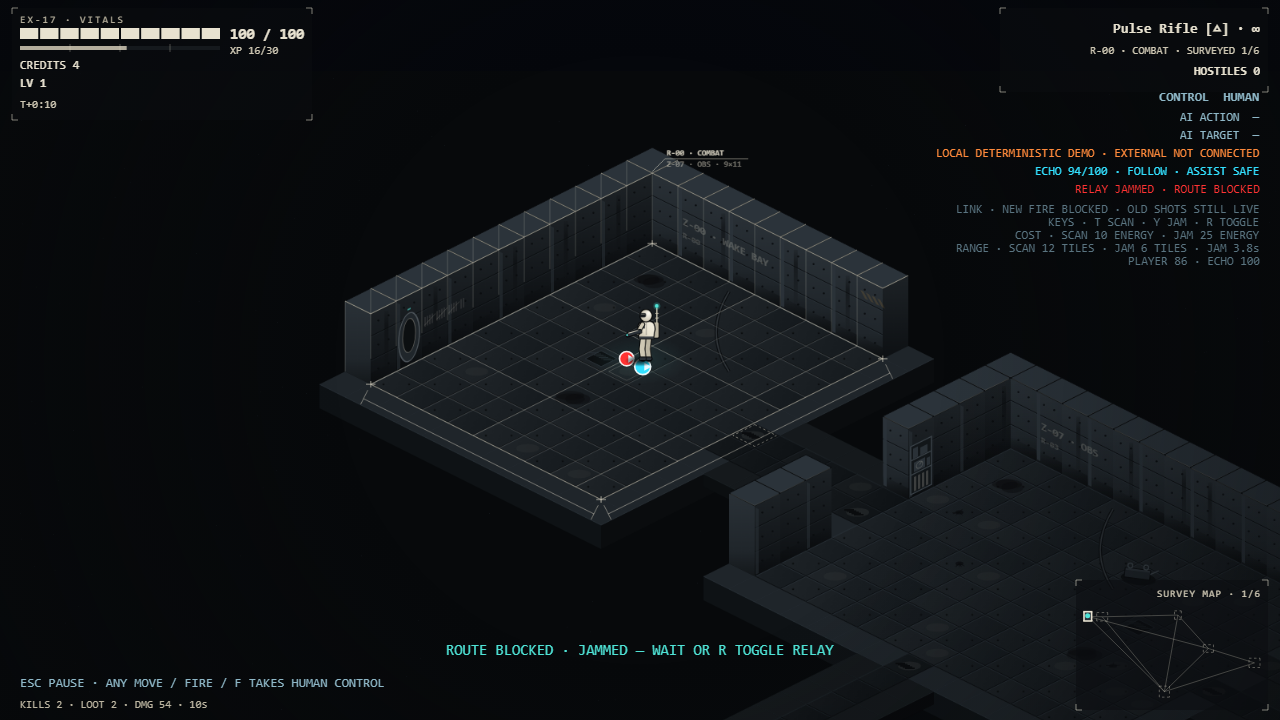 EX-17 · VITALS
100 / 100
XP 16/30
CREDITS 4
LV 1
T+0:10
Pulse Rifle [△] · ∞
R-00 · COMBAT · SURVEYED 1/6
HOSTILES 0
CONTROL HUMAN
AI ACTION —
AI TARGET —
LOCAL DETERMINISTIC DEMO · EXTERNAL NOT CONNECTED
ECHO 94/100 · FOLLOW · ASSIST SAFE
RELAY JAMMED · ROUTE BLOCKED
LINK · NEW FIRE BLOCKED · OLD SHOTS STILL LIVE
KEYS · T SCAN · Y JAM · R TOGGLE
COST · SCAN 10 ENERGY · JAM 25 ENERGY
RANGE · SCAN 12 TILES · JAM 6 TILES · JAM 3.8s
PLAYER 86 · ECHO 100
R-00 · COMBAT
Z-07 · OBS · 9×11
Z-00 · WAKE BAY
Z-07 · OBS
SURVEY MAP · 1/6
ROUTE BLOCKED · JAMMED — WAIT OR R TOGGLE RELAY
ESC PAUSE · ANY MOVE / FIRE / F TAKES HUMAN CONTROL
KILLS 2 · LOOT 2 · DMG 54 · 10s